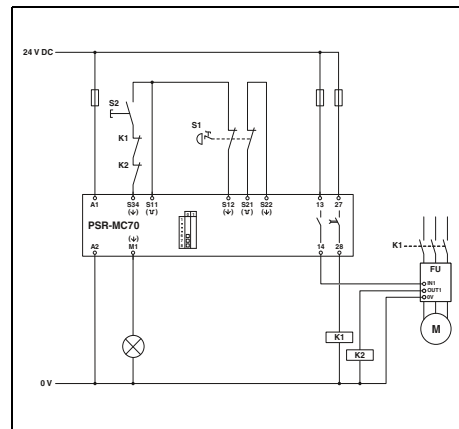 24 V DC
S2
K1
K2
S1
A1 S34 S11 S12 S21 S22 13 27
PSR-MC70
A2 M1 14 28
K1
FU
IN1
OUT1
0V
M
K1
K2
0 V